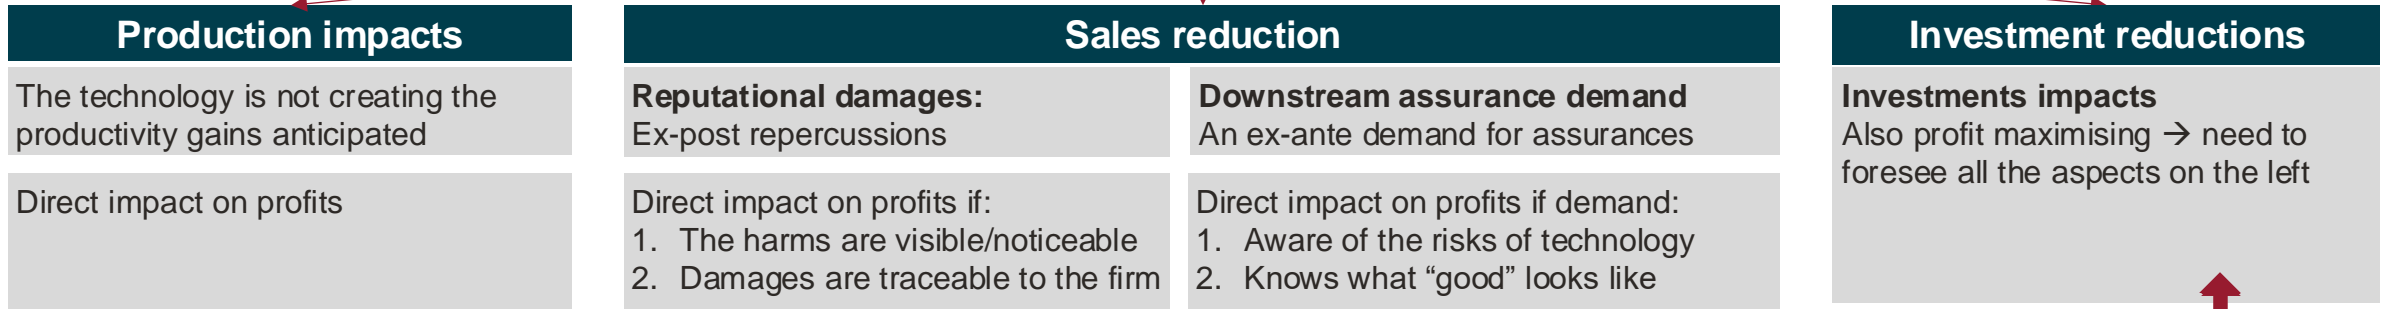 Production impacts
The technology is not creating the
productivity gains anticipated
Direct impact on profits
Sales reduction
Reputational damages:
Ex-post repercussions
Direct impact on profits if:
1. The harms are visible/noticeable
2. Damages are traceable to the firm
Downstream assurance demand
An ex-ante demand for assurances
Direct impact on profits if demand:
1. Aware of the risks of technology
2. Knows what “good” looks like
Investment reductions
Investments impacts
Also profit maximising → need to
foresee all the aspects on the left